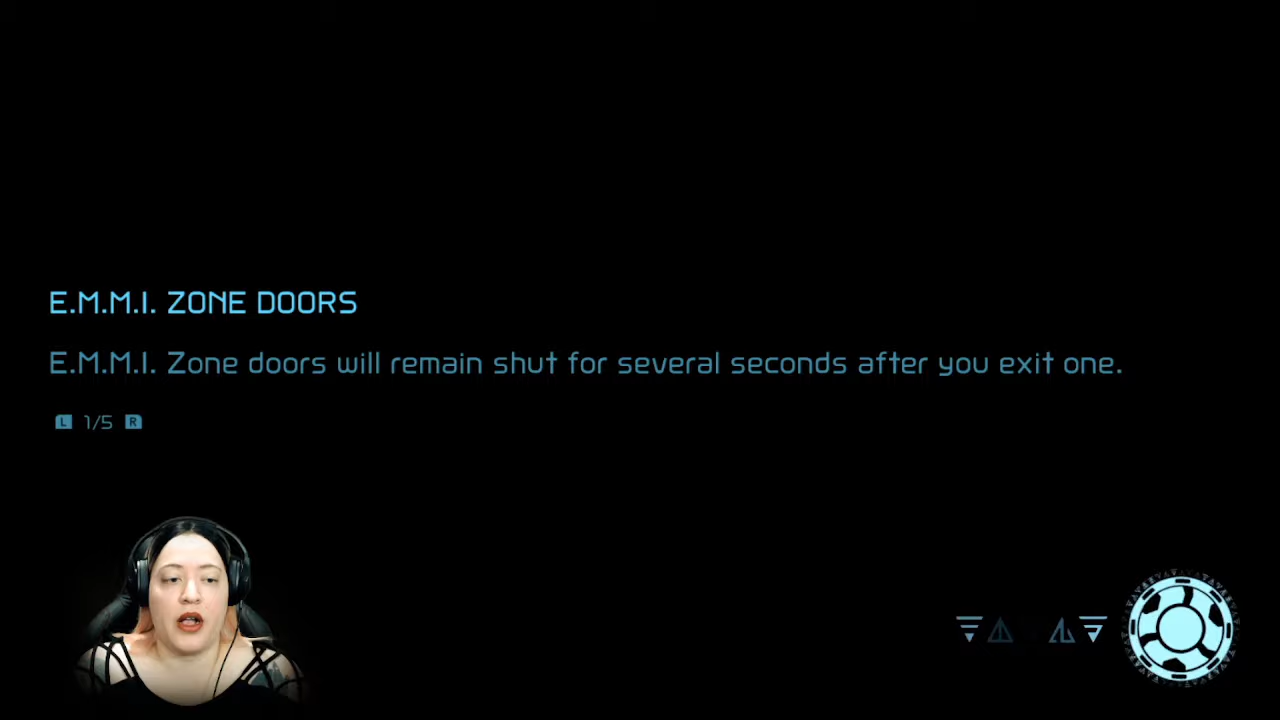 E.M.M.I. ZONE DOORS
E.M.M.I. Zone doors will remain shut for several seconds after you exit one.
L 1/5 R